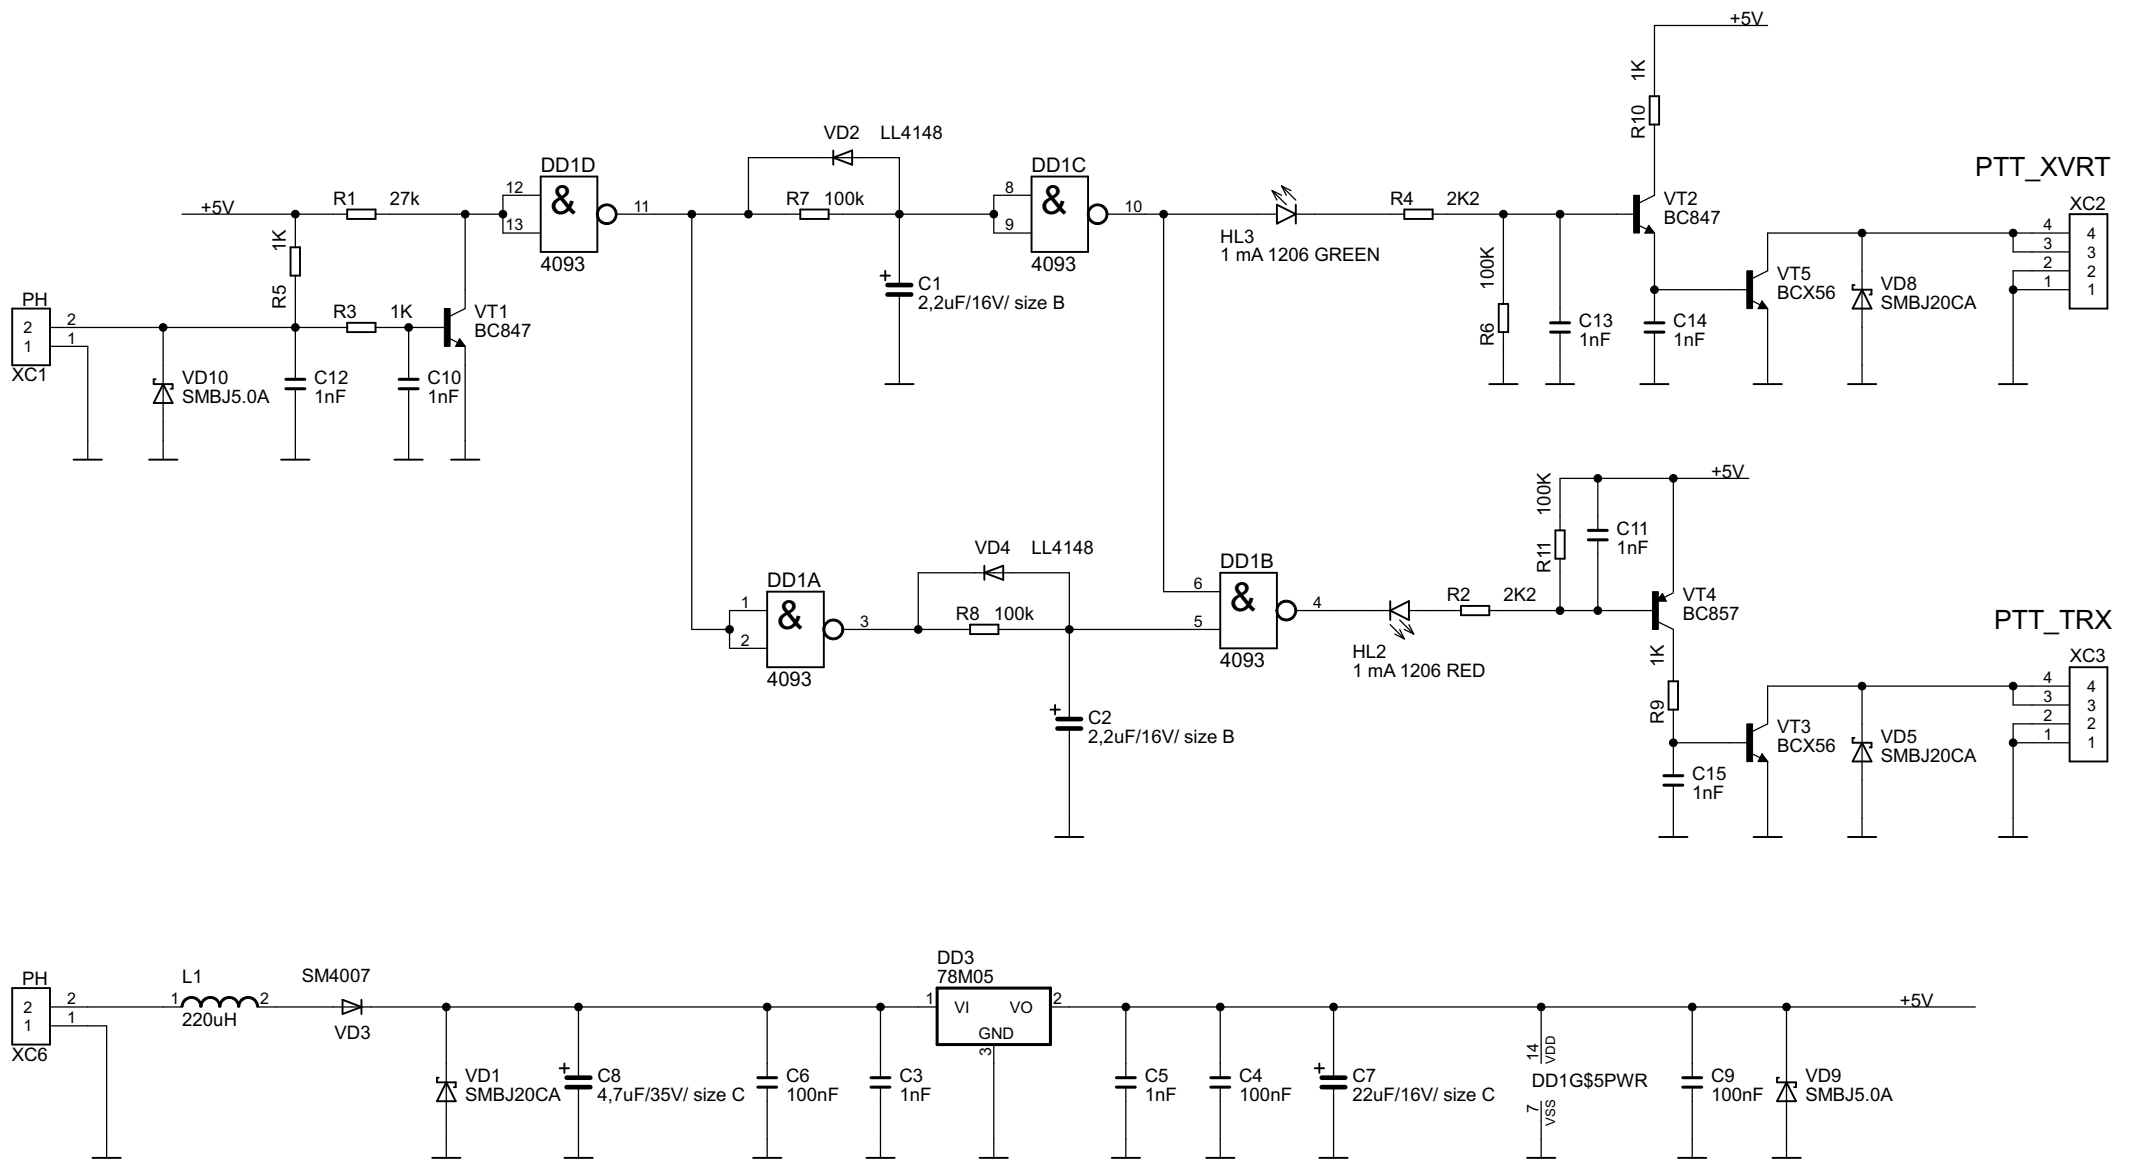 +5V
1K
R10
VD2 LL4148
PTT_XVRT
DD1D
DD1C
XC2
+5V
R1 27k
12
13
&
11
R7 100k
8
9
&
10
R4 2K2
VT2
BC847
4 4
3 3
2 2
1 1
1K
R5
4093
4093
HL3
1 mA 1206 GREEN
100K
R6
C1
2,2uF/16V/ size B
VT5
BCX56
VD8
SMBJ20CA
PH
2 2
1 1
XC1
R3 1K
VT1
BC847
C13
1nF
C14
1nF
VD10
SMBJ5.0A
C12
1nF
C10
1nF
+5V
100K
R11
C11
1nF
VD4 LL4148
DD1A
DD1B
1
2
&
3
R8 100k
6
5
&
4
R2 2K2
VT4
BC857
PTT_TRX
4093
4093
HL2
1 mA 1206 RED
1K
R9
XC3
4 4
3 3
2 2
1 1
C2
2,2uF/16V/ size B
VT3
BCX56
VD5
SMBJ20CA
C15
1nF
PH
2 2
1 1
XC6
L1
1 2
220uH
SM4007
VD3
DD3
78M05
1 VI VO 2
GND
3
+5V
VD1
SMBJ20CA
C8
4,7uF/35V/ size C
C6
100nF
C3
1nF
C5
1nF
C4
100nF
C7
22uF/16V/ size C
14
VDD
DD1G$5PWR
7
VSS
C9
100nF
VD9
SMBJ5.0A